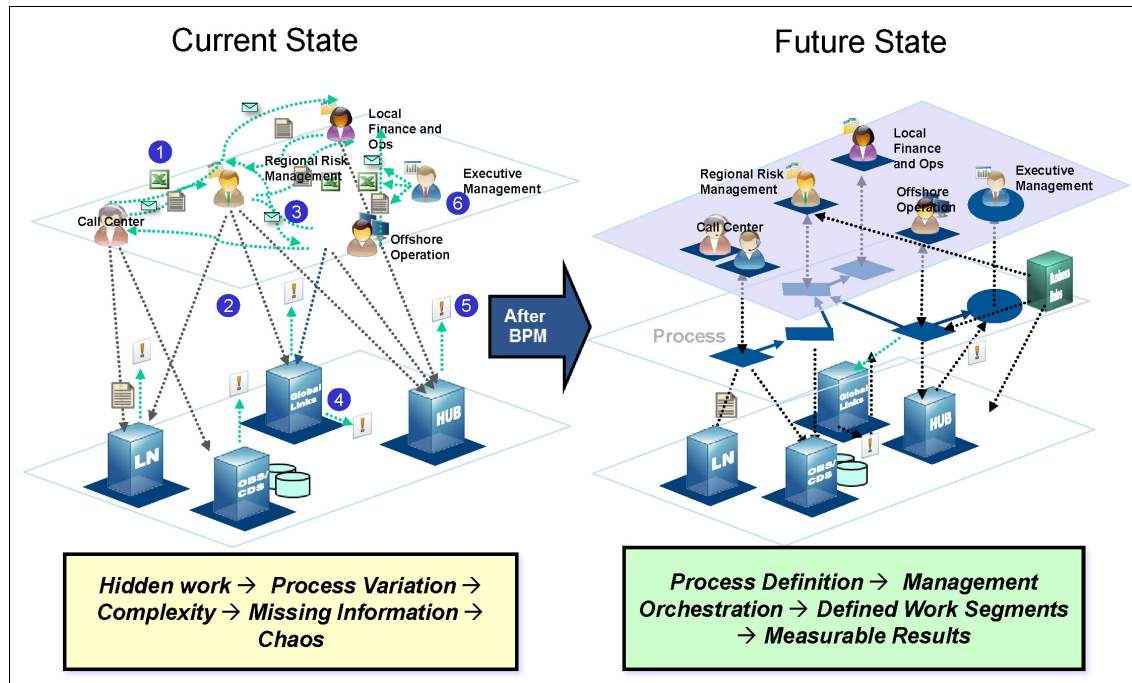 Current State
Future State
Local
Finance and
Ops
1
Regional Risk
Management
Executive
Management
3
6
Call Center
Offshore
Operation
2
5
4
LN
OBS/
CDS
Global
Links
HUB
After
BPM
Local
Finance
and Ops
Regional Risk
Management
Executive
Management
Offshore
Operation
Call Center
Business
Rules
Process
Global
Links
HUB
LN
OBS/
CDS
Hidden work → Process Variation →
Complexity → Missing Information →
Chaos
Process Definition → Management
Orchestration → Defined Work Segments
→ Measurable Results